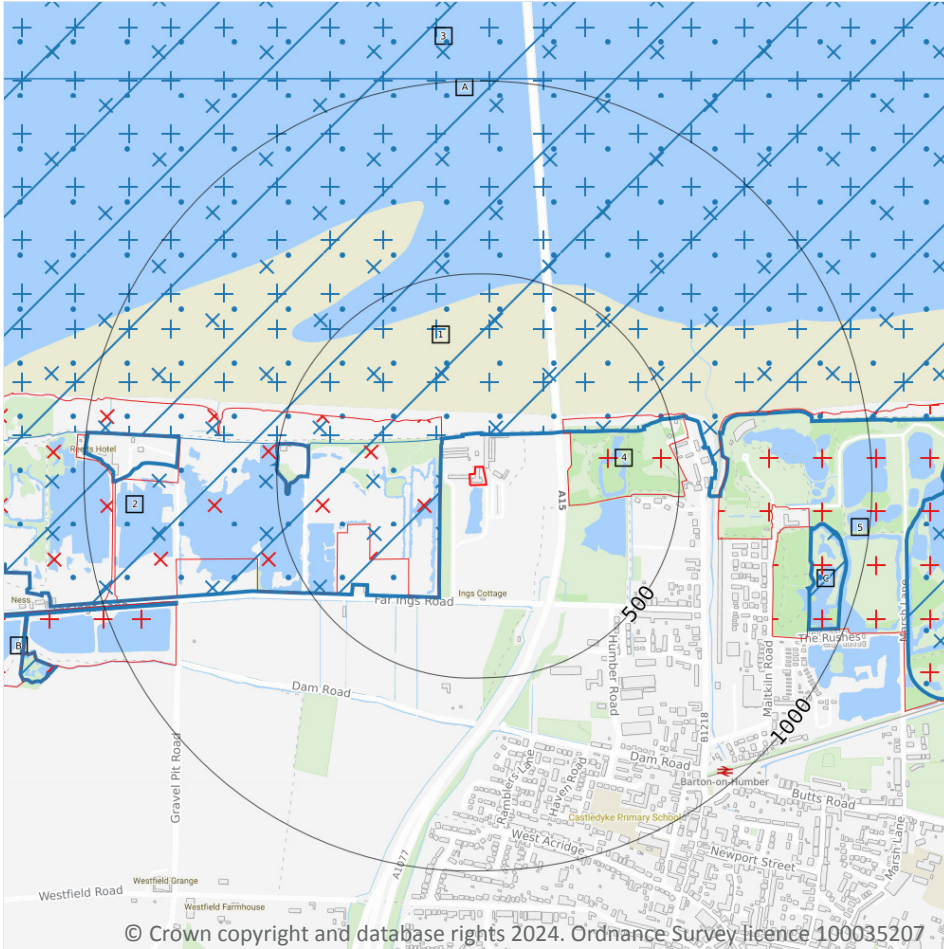 3
A
1
Reeds Hotel
4
2
A15
5
C
Ness
Far Ings Road
Ings Cottage
500
Marsh Lane
B
Humber Road
The Rushes
Maltkiln Road
Dam Road
1000
B1218
Gravel Pit Road
Dam Road
Barton-on-Humber
Ramblers Lane
Haven Road
Butts Road
Castledyke Primary School
West Acridge
Newport Street
Marsh Lane
A1077
Westfield Grange
Westfield Road
Westfield Farmhouse
© Crown copyright and database rights 2024. Ordnance Survey licence 100035207